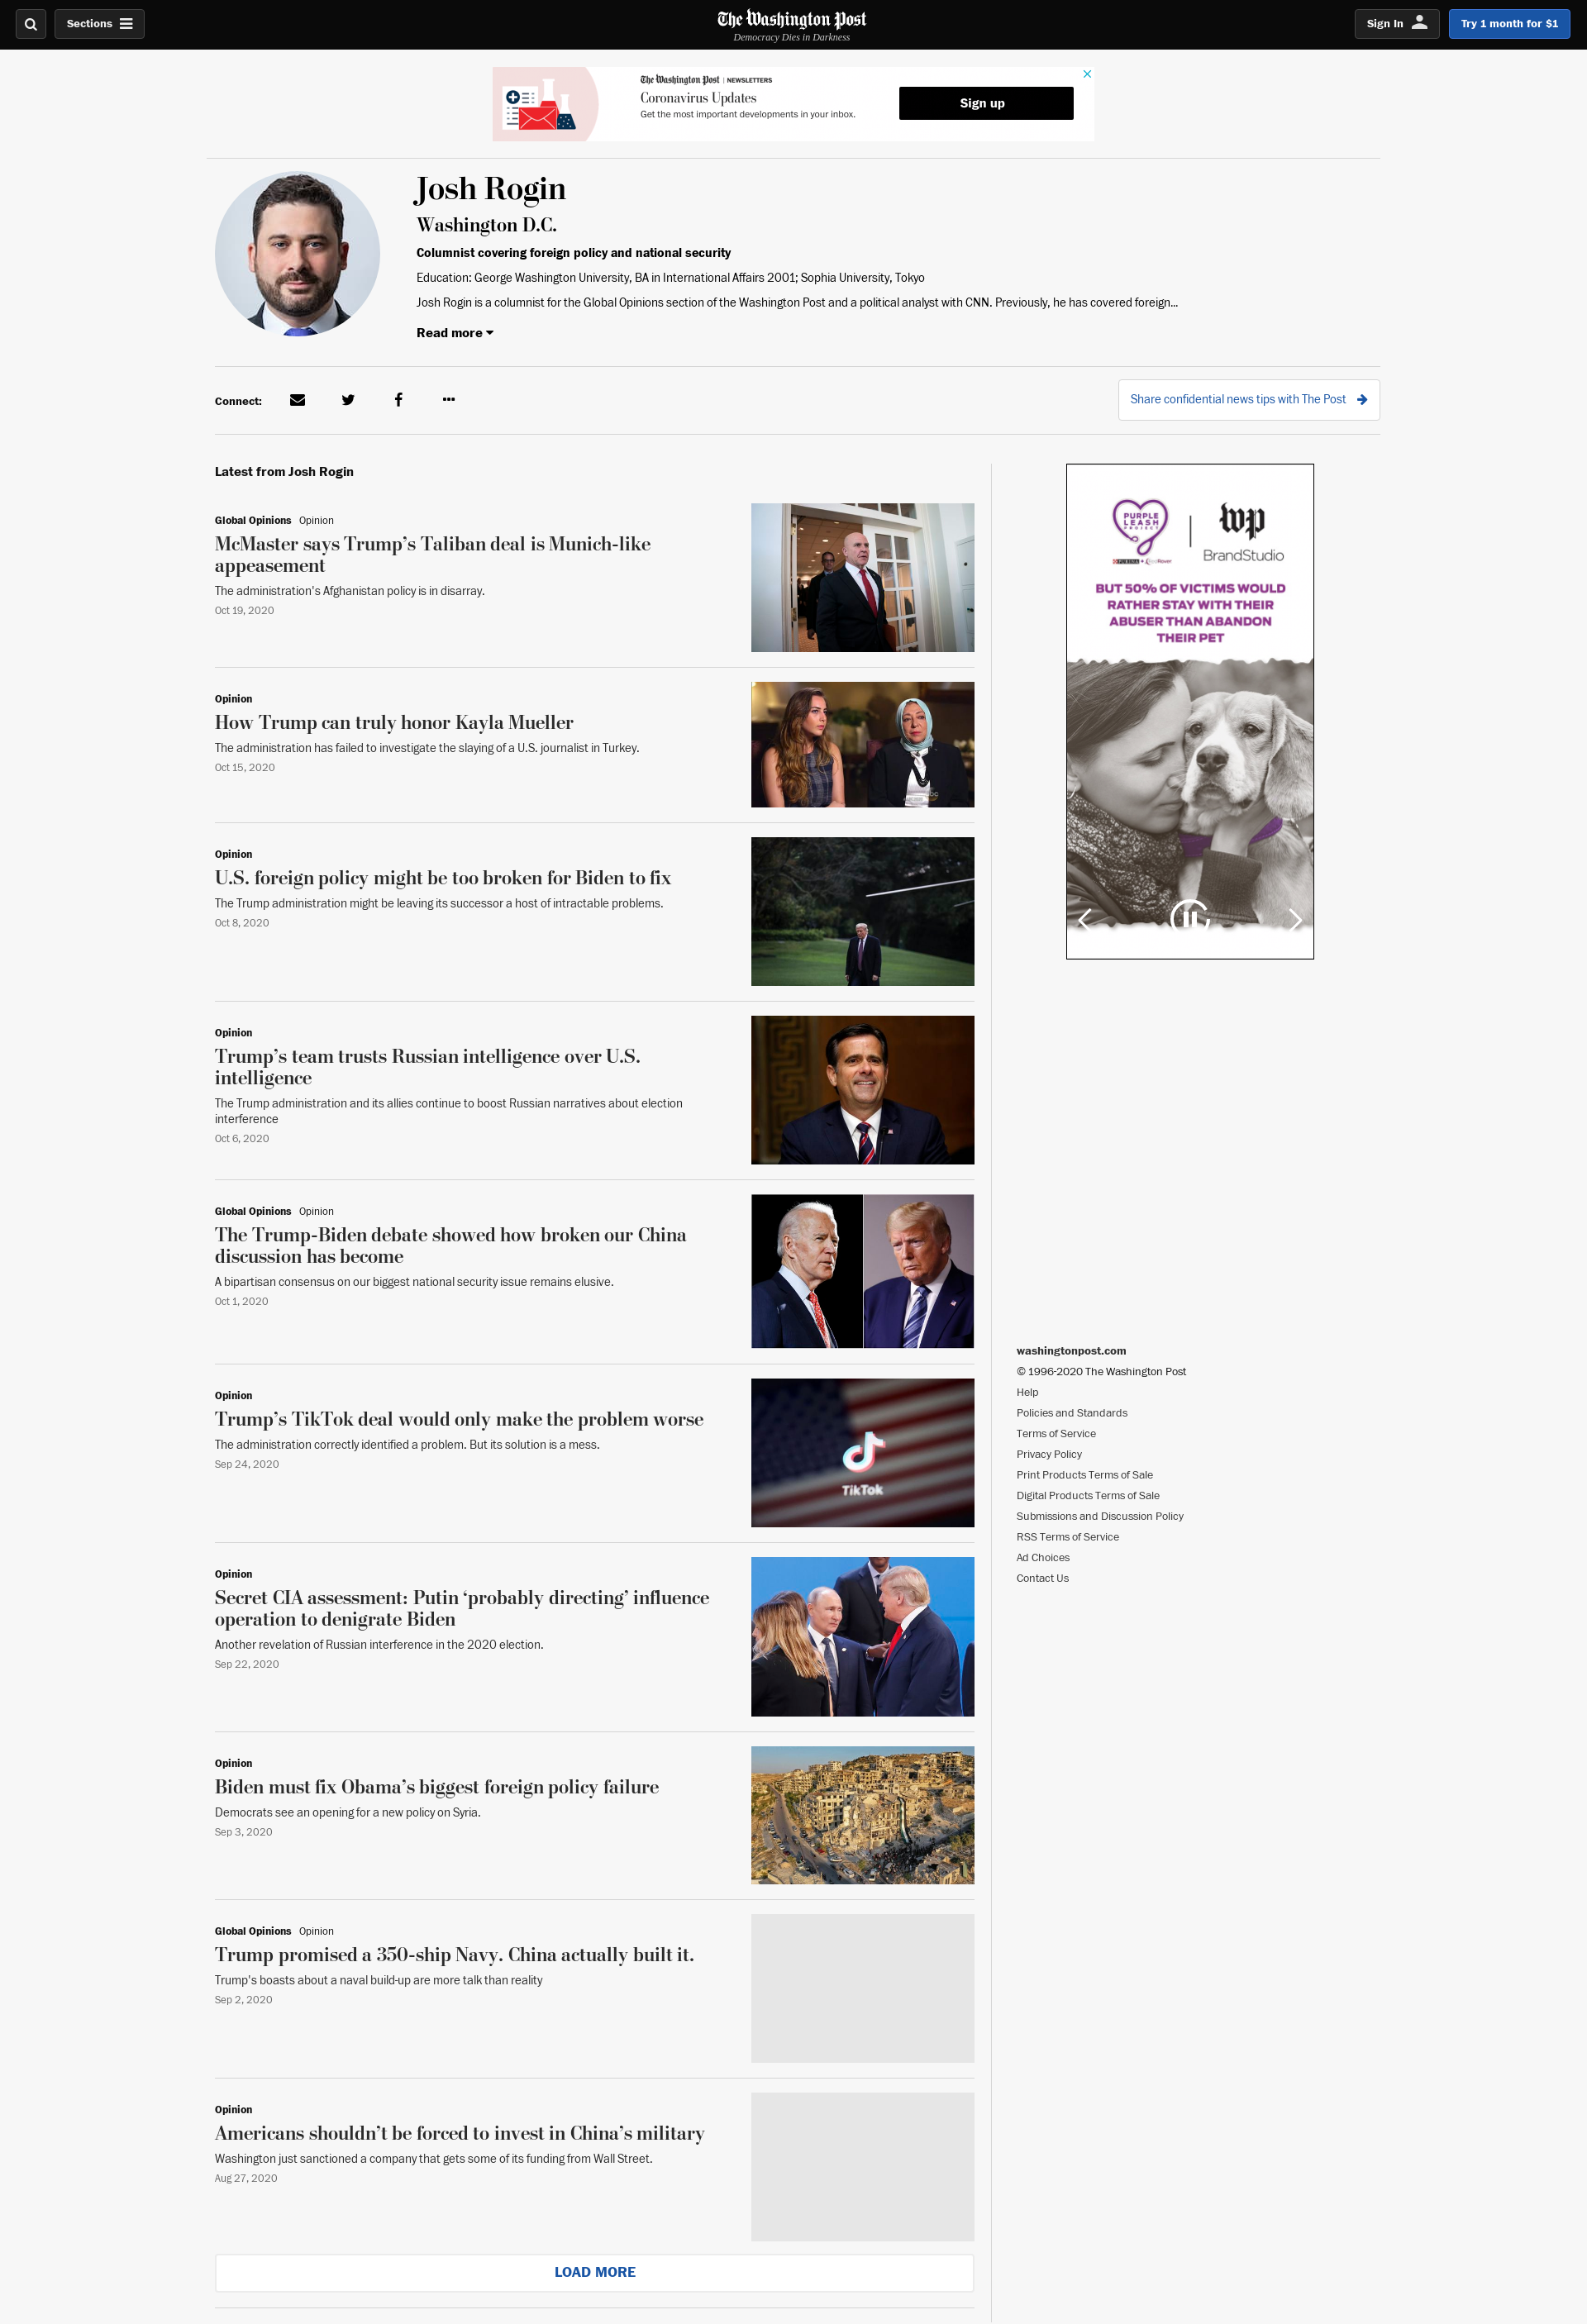 Sections
The Washington Post
Democracy Dies in Darkness
Sign In
Try 1 month for $1
The Washington Post | NEWSLETTERS
Coronavirus Updates
Get the most important developments in your inbox.
Sign up
Josh Rogin
Washington D.C.
Columnist covering foreign policy and national security
Education: George Washington University, BA in International Affairs 2001; Sophia University, Tokyo
Josh Rogin is a columnist for the Global Opinions section of the Washington Post and a political analyst with CNN. Previously, he has covered foreign...
Read more
Connect:
Share confidential news tips with The Post
Latest from Josh Rogin
Global Opinions Opinion
McMaster says Trump’s Taliban deal is Munich-like
appeasement
The administration's Afghanistan policy is in disarray.
Oct 19, 2020
Opinion
How Trump can truly honor Kayla Mueller
The administration has failed to investigate the slaying of a U.S. journalist in Turkey.
Oct 15, 2020
Opinion
U.S. foreign policy might be too broken for Biden to fix
The Trump administration might be leaving its successor a host of intractable problems.
Oct 8, 2020
Opinion
Trump’s team trusts Russian intelligence over U.S.
intelligence
The Trump administration and its allies continue to boost Russian narratives about election
interference
Oct 6, 2020
Global Opinions Opinion
The Trump-Biden debate showed how broken our China
discussion has become
A bipartisan consensus on our biggest national security issue remains elusive.
Oct 1, 2020
Opinion
Trump’s TikTok deal would only make the problem worse
The administration correctly identified a problem. But its solution is a mess.
Sep 24, 2020
TikTok
Opinion
Secret CIA assessment: Putin ‘probably directing’ influence
operation to denigrate Biden
Another revelation of Russian interference in the 2020 election.
Sep 22, 2020
Opinion
Biden must fix Obama’s biggest foreign policy failure
Democrats see an opening for a new policy on Syria.
Sep 3, 2020
Global Opinions Opinion
Trump promised a 350-ship Navy. China actually built it.
Trump's boasts about a naval build-up are more talk than reality
Sep 2, 2020
Opinion
Americans shouldn’t be forced to invest in China’s military
Washington just sanctioned a company that gets some of its funding from Wall Street.
Aug 27, 2020
LOAD MORE
PURPLE
LEASH
PROJECT
wp
BrandStudio
BUT 50% OF VICTIMS WOULD
RATHER STAY WITH THEIR
ABUSER THAN ABANDON
THEIR PET
washingtonpost.com
© 1996-2020 The Washington Post
Help
Policies and Standards
Terms of Service
Privacy Policy
Print Products Terms of Sale
Digital Products Terms of Sale
Submissions and Discussion Policy
RSS Terms of Service
Ad Choices
Contact Us